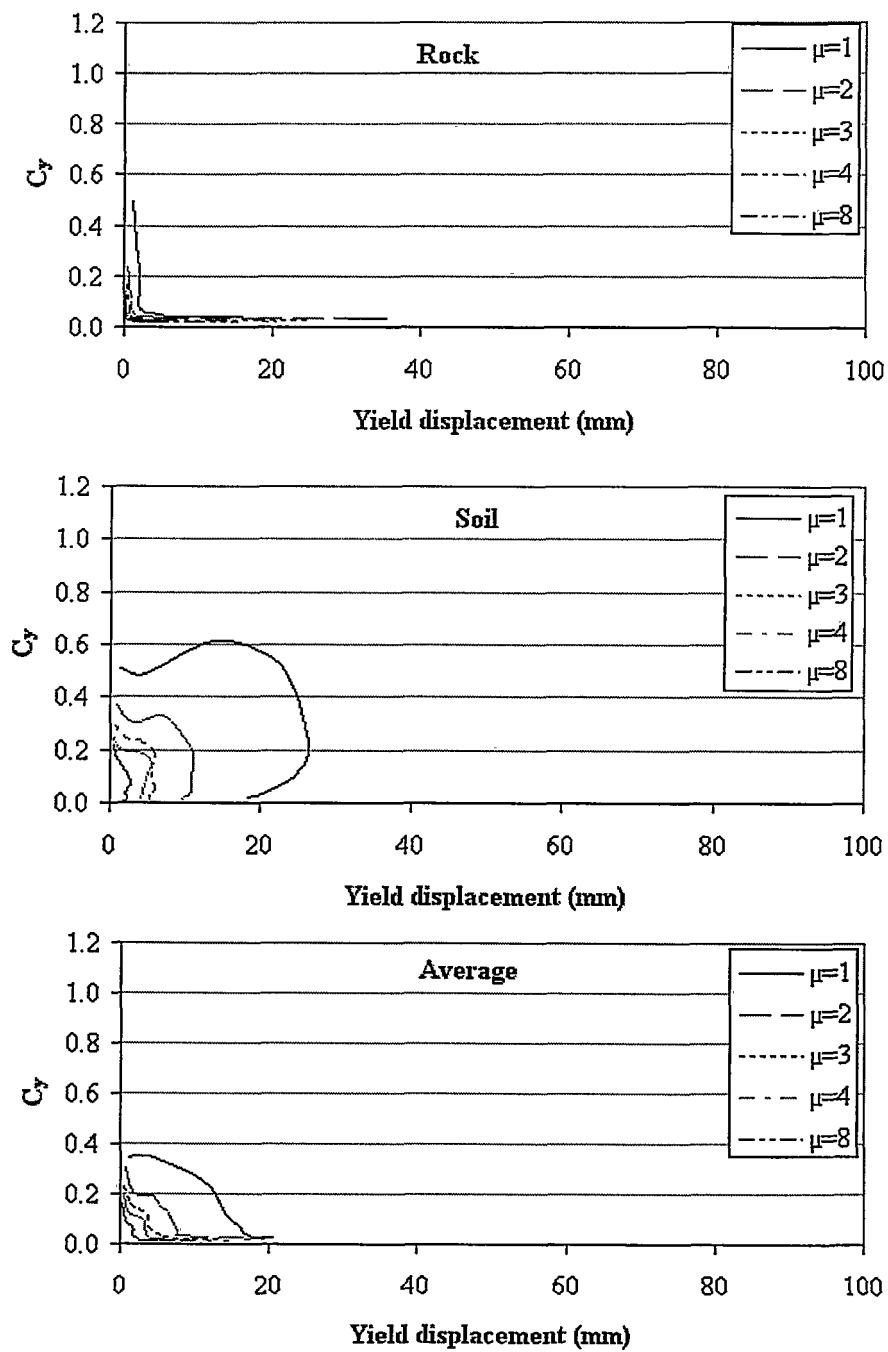 Rock
C_y
1.2
1.0
0.8
0.6
0.4
0.2
0.0
0 20 40 60 80 100
Yield displacement (mm)
μ=1
μ=2
μ=3
μ=4
μ=8
Soil
C_y
1.2
1.0
0.8
0.6
0.4
0.2
0.0
0 20 40 60 80 100
Yield displacement (mm)
μ=1
μ=2
μ=3
μ=4
μ=8
Average
C_y
1.2
1.0
0.8
0.6
0.4
0.2
0.0
0 20 40 60 80 100
Yield displacement (mm)
μ=1
μ=2
μ=3
μ=4
μ=8